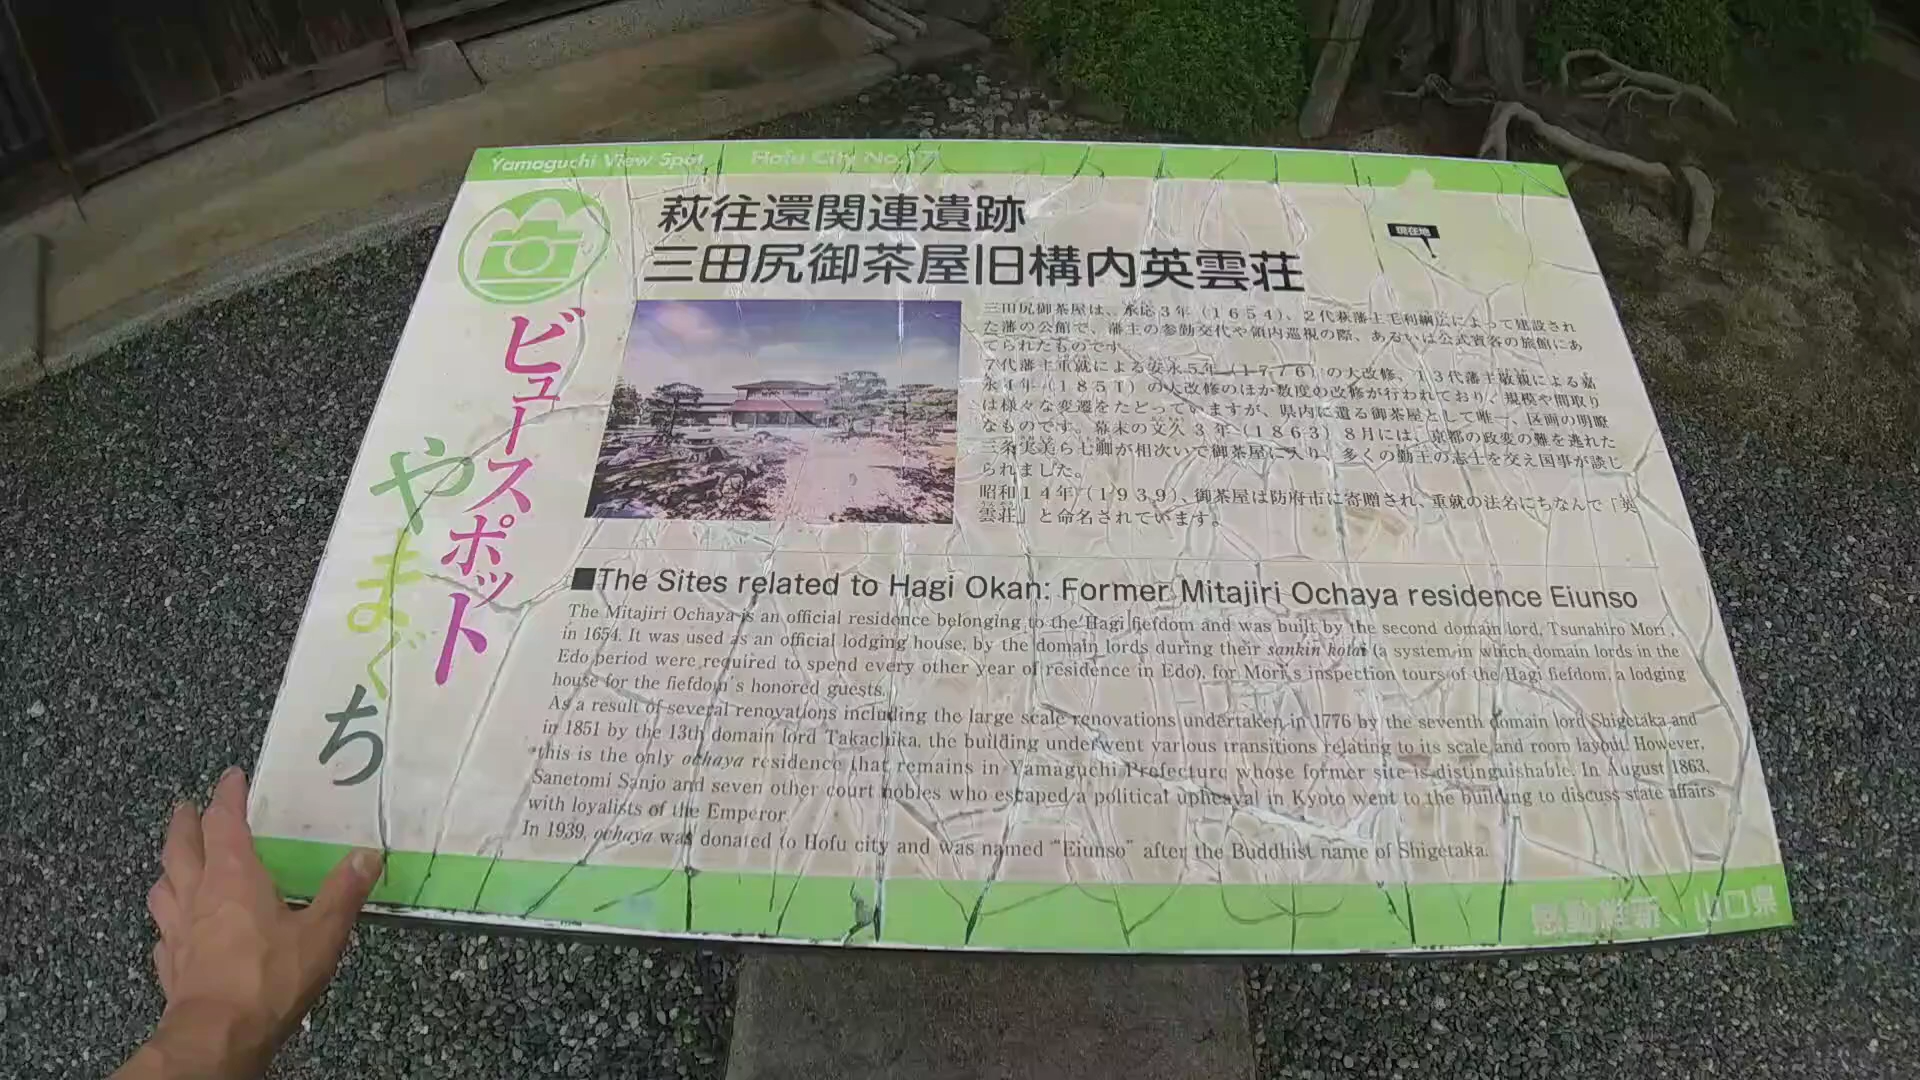 Yamaguchi View Spot Hofu City No.17
萩往還関連遺跡
三田尻御茶屋旧構内英雲荘
現在地
ビュースポット
やまぐち
三田尻御茶屋は、承応3年（1654）、2代萩藩主毛利綱広によって建設され
た藩の公館で、藩主の参勤交代や領内巡視の際、あるいは公式賓客の旅館にあ
てられたものです。
7代藩主重就による安永5年（1776）の大改修、13代藩主敬親による嘉
永4年（1851）の大改修のほか数度の改修が行われており、規模や間取り
は様々な変遷をたどっていますが、県内に遺る御茶屋として唯一、区画の明瞭
なものです。幕末の文久3年（1863）8月には、京都の政変の難を逃れた
三条実美ら七卿が相次いで御茶屋に入り、多くの勤王の志士を交え国事が談じ
られました。
昭和14年（1939）、御茶屋は防府市に寄贈され、重就の法名にちなんで「英
雲荘」と命名されています。
■The Sites related to Hagi Okan: Former Mitajiri Ochaya residence Eiunso
The Mitajiri Ochaya is an official residence belonging to the Hagi fiefdom and was built by the second domain lord, Tsunahiro Mori,
in 1654. It was used as an official lodging house, by the domain lords during their sankin kotai (a system in which domain lords in the
Edo period were required to spend every other year of residence in Edo), for Mori's inspection tours of the Hagi fiefdom, a lodging
house for the fiefdom's honored guests.
As a result of several renovations including the large scale renovations undertaken in 1776 by the seventh domain lord Shigetaka and
in 1851 by the 13th domain lord Takachika, the building underwent various transitions relating to its scale and room layout. However,
this is the only ochaya residence that remains in Yamaguchi Prefecture whose former site is distinguishable. In August 1863,
Sanetomi Sanjo and seven other court nobles who escaped a political upheaval in Kyoto went to the building to discuss state affairs
with loyalists of the Emperor.
In 1939, ochaya was donated to Hofu city and was named "Eiunso" after the Buddhist name of Shigetaka.
感動維新 山口県